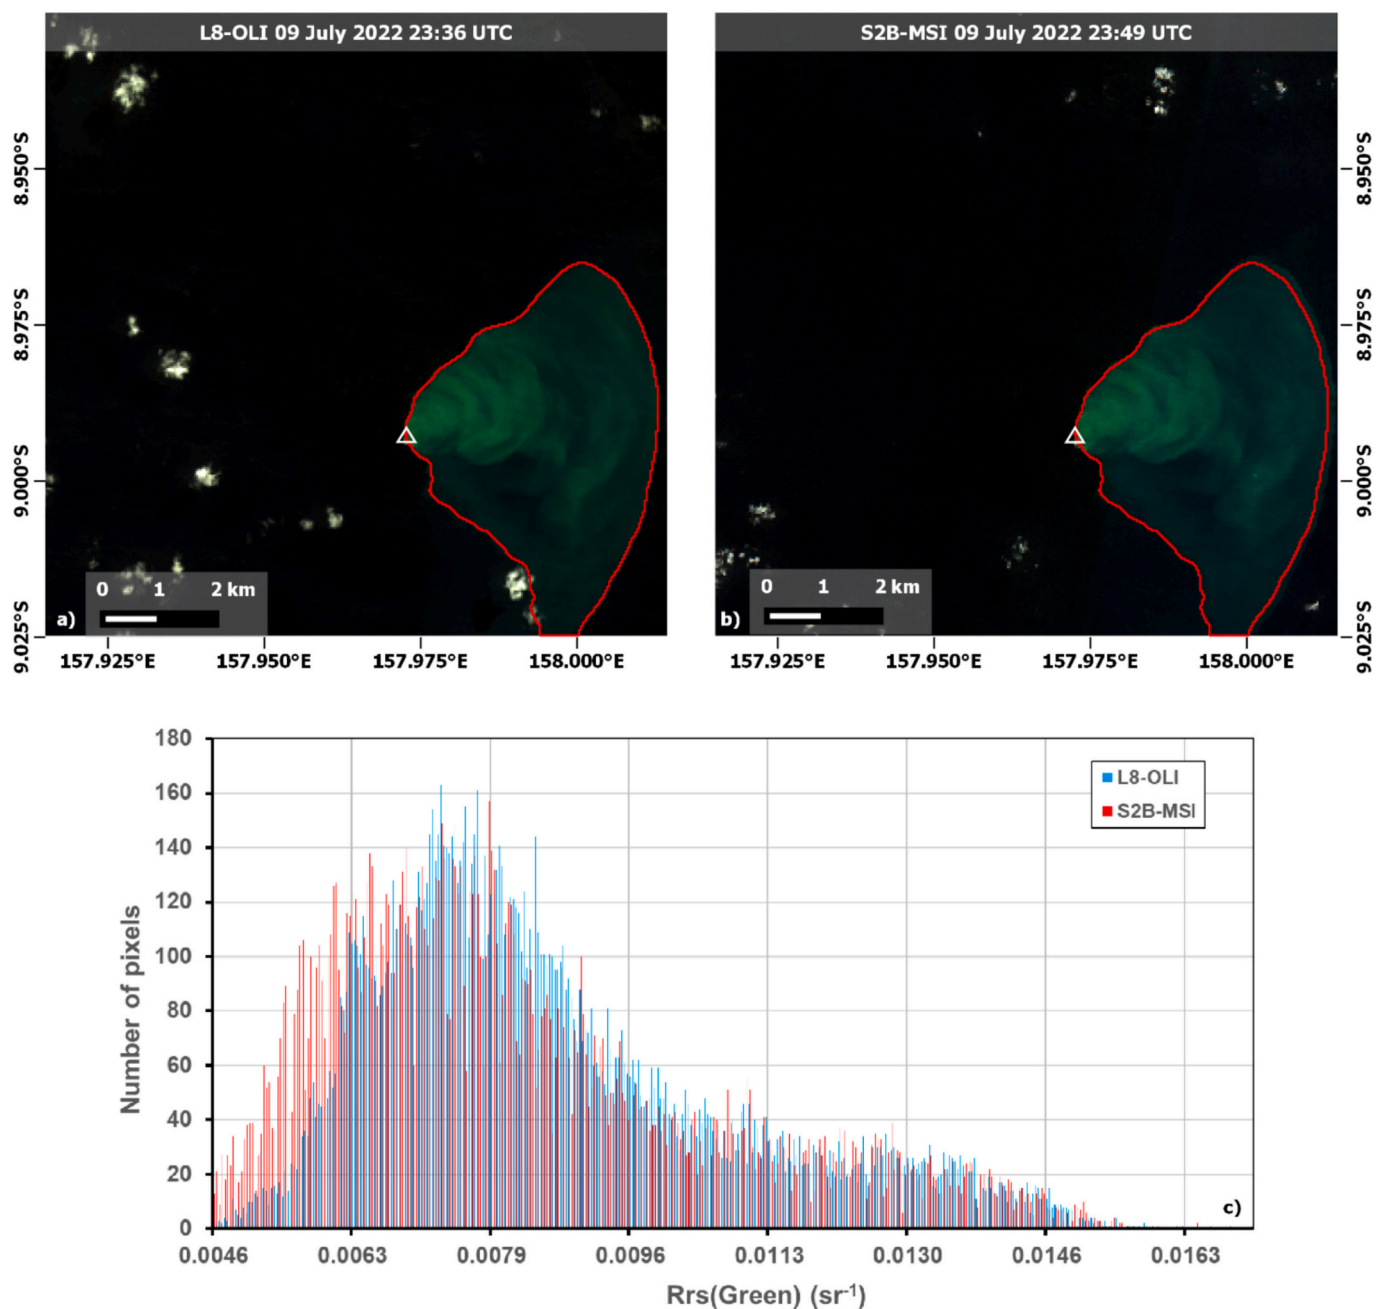 L8-OLI 09 July 2022 23:36 UTC
S2B-MSI 09 July 2022 23:49 UTC
8.950°S
8.975°S
9.000°S
9.025°S
0 1 2 km
a)
157.925°E 157.950°E 157.975°E 158.000°E
8.950°S
8.975°S
9.000°S
9.025°S
0 1 2 km
b)
157.925°E 157.950°E 157.975°E 158.000°E
180
160
140
120
100
80
60
40
20
0
Number of pixels
L8-OLI
S2B-MSI
c)
0.0046 0.0063 0.0079 0.0096 0.0113 0.0130 0.0146 0.0163
Rrs(Green) (sr⁻¹)